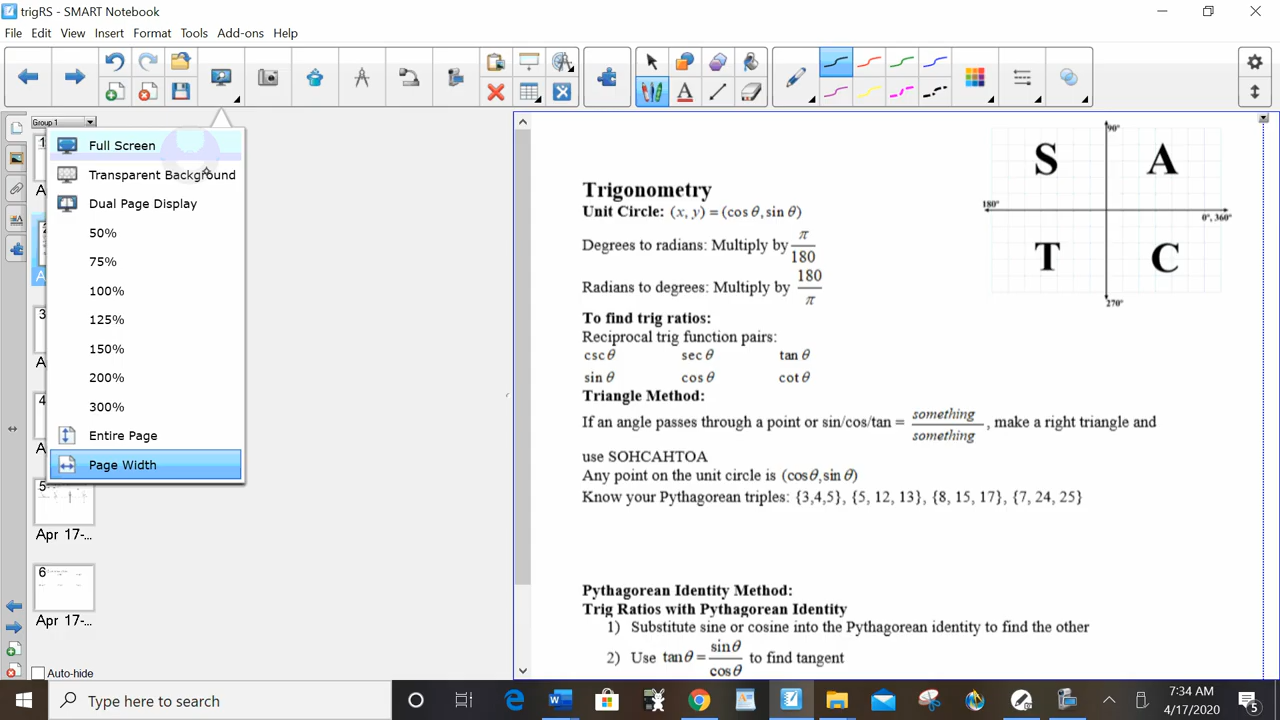 trigRS - SMART Notebook
File Edit View Insert Format Tools Add-ons Help
Group 1
Full Screen
Transparent Background
Dual Page Display
50%
75%
100%
125%
150%
200%
300%
Entire Page
Page Width
3
4
5
Apr 17-...
6
Apr 17-...
Auto-hide
90°
S A
180°
0°, 360°
T C
270°
Trigonometry
Unit Circle: (x, y) = (cos θ, sin θ)
Degrees to radians: Multiply by π/180
Radians to degrees: Multiply by 180/π
To find trig ratios:
Reciprocal trig function pairs:
csc θ sec θ tan θ
sin θ cos θ cot θ
Triangle Method:
If an angle passes through a point or sin/cos/tan = something/something, make a right triangle and
use SOHCAHTOA
Any point on the unit circle is (cos θ, sin θ)
Know your Pythagorean triples: {3,4,5}, {5, 12, 13}, {8, 15, 17}, {7, 24, 25}
Pythagorean Identity Method:
Trig Ratios with Pythagorean Identity
1) Substitute sine or cosine into the Pythagorean identity to find the other
2) Use tan θ = sin θ/cos θ to find tangent
Type here to search
7:34 AM
4/17/2020
5